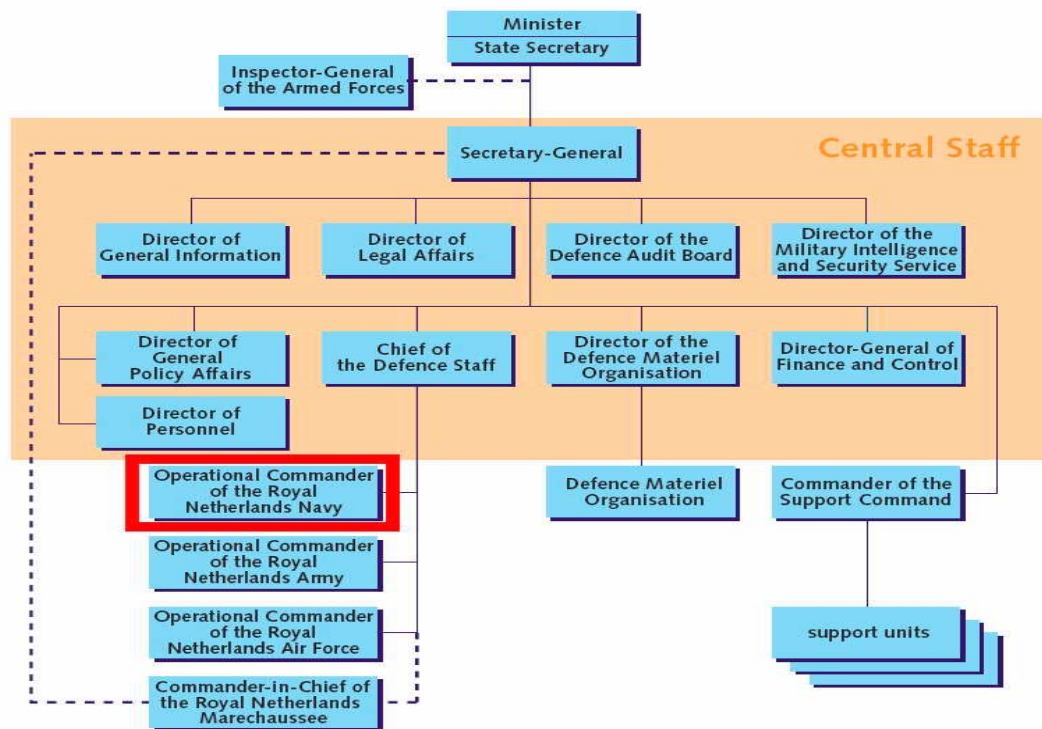 Minister
State Secretary
Inspector-General
of the Armed Forces
Central Staff
Secretary-General
Director of
General Information
Director of
Legal Affairs
Director of the
Defence Audit Board
Director of the
Military Intelligence
and Security Service
Director of
General
Policy Affairs
Chief of
the Defence Staff
Director of the
Defence Materiel
Organisation
Director-General of
Finance and Control
Director of
Personnel
Operational Commander
of the Royal
Netherlands Navy
Defence Materiel
Organisation
Commander of the
Support Command
Operational Commander
of the Royal
Netherlands Army
Operational Commander
of the Royal
Netherlands Air Force
support units
Commander-in-Chief of
the Royal Netherlands
Marechaussee